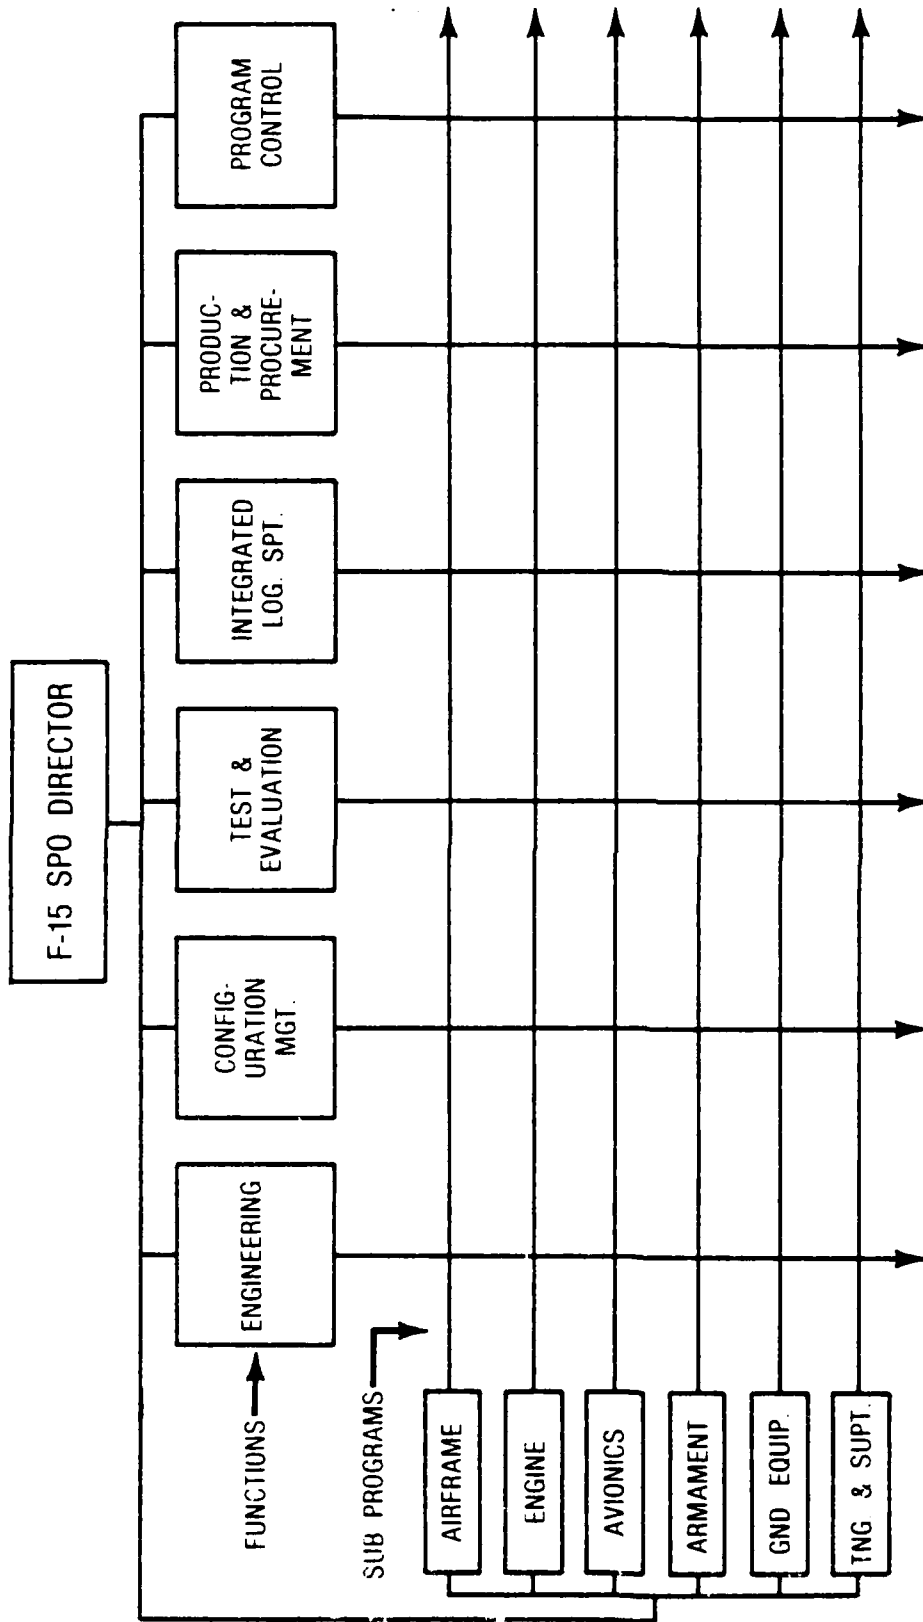 F-15 SPO DIRECTOR
FUNCTIONS
ENGINEERING
CONFIG-
URATION
MGT.
TEST &
EVALUATION
INTEGRATED
LOG. SPT.
PRODUC-
TION &
PROCURE-
MENT
PROGRAM
CONTROL
SUB PROGRAMS
AIRFRAME
ENGINE
AVIONICS
ARMAMENT
GND EQUIP.
TNG. & SUPT.